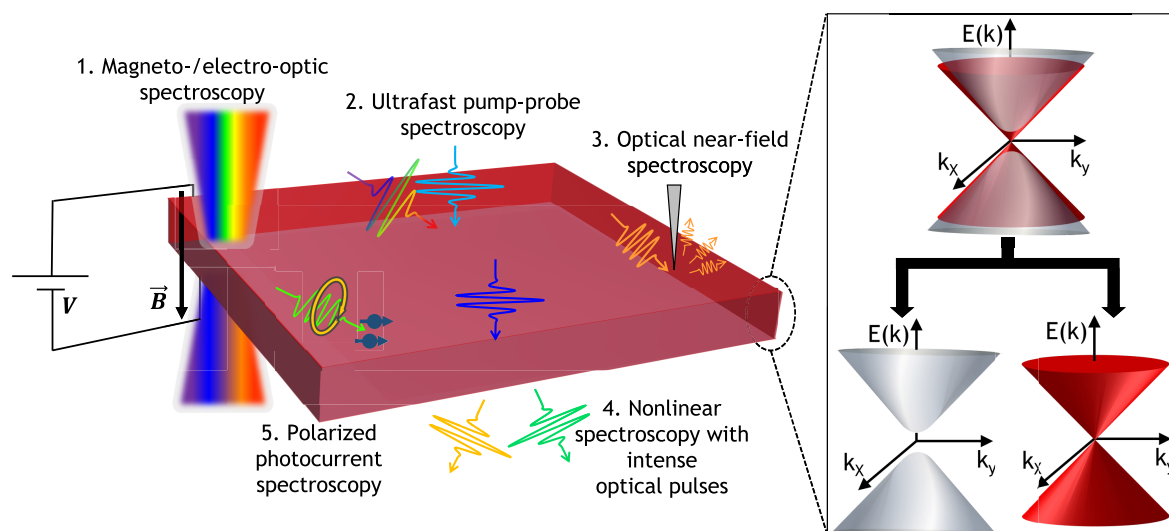 1. Magneto-/electro-optic
spectroscopy
2. Ultrafast pump-probe
spectroscopy
3. Optical near-field
spectroscopy
V
B
5. Polarized
photocurrent
spectroscopy
4. Nonlinear
spectroscopy with
intense
optical pulses
E(k)
kX
ky
E(k)
kX
ky
E(k)
kX
ky